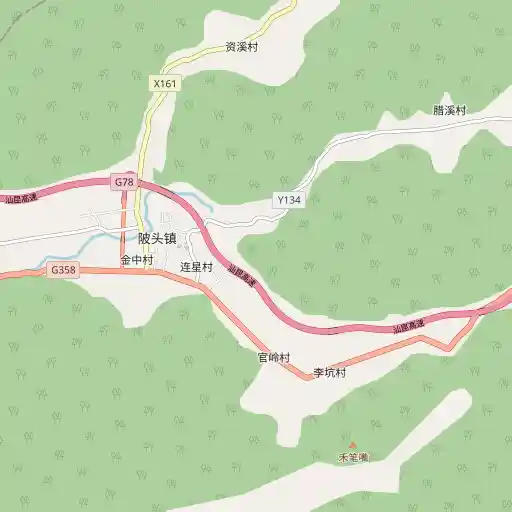 资溪村
X161
腊溪村
G78
汕昆高速
Y134
陂头镇
金中村
连星村
G358
汕昆高速
汕昆高速
官岭村
李坑村
禾笔嘴